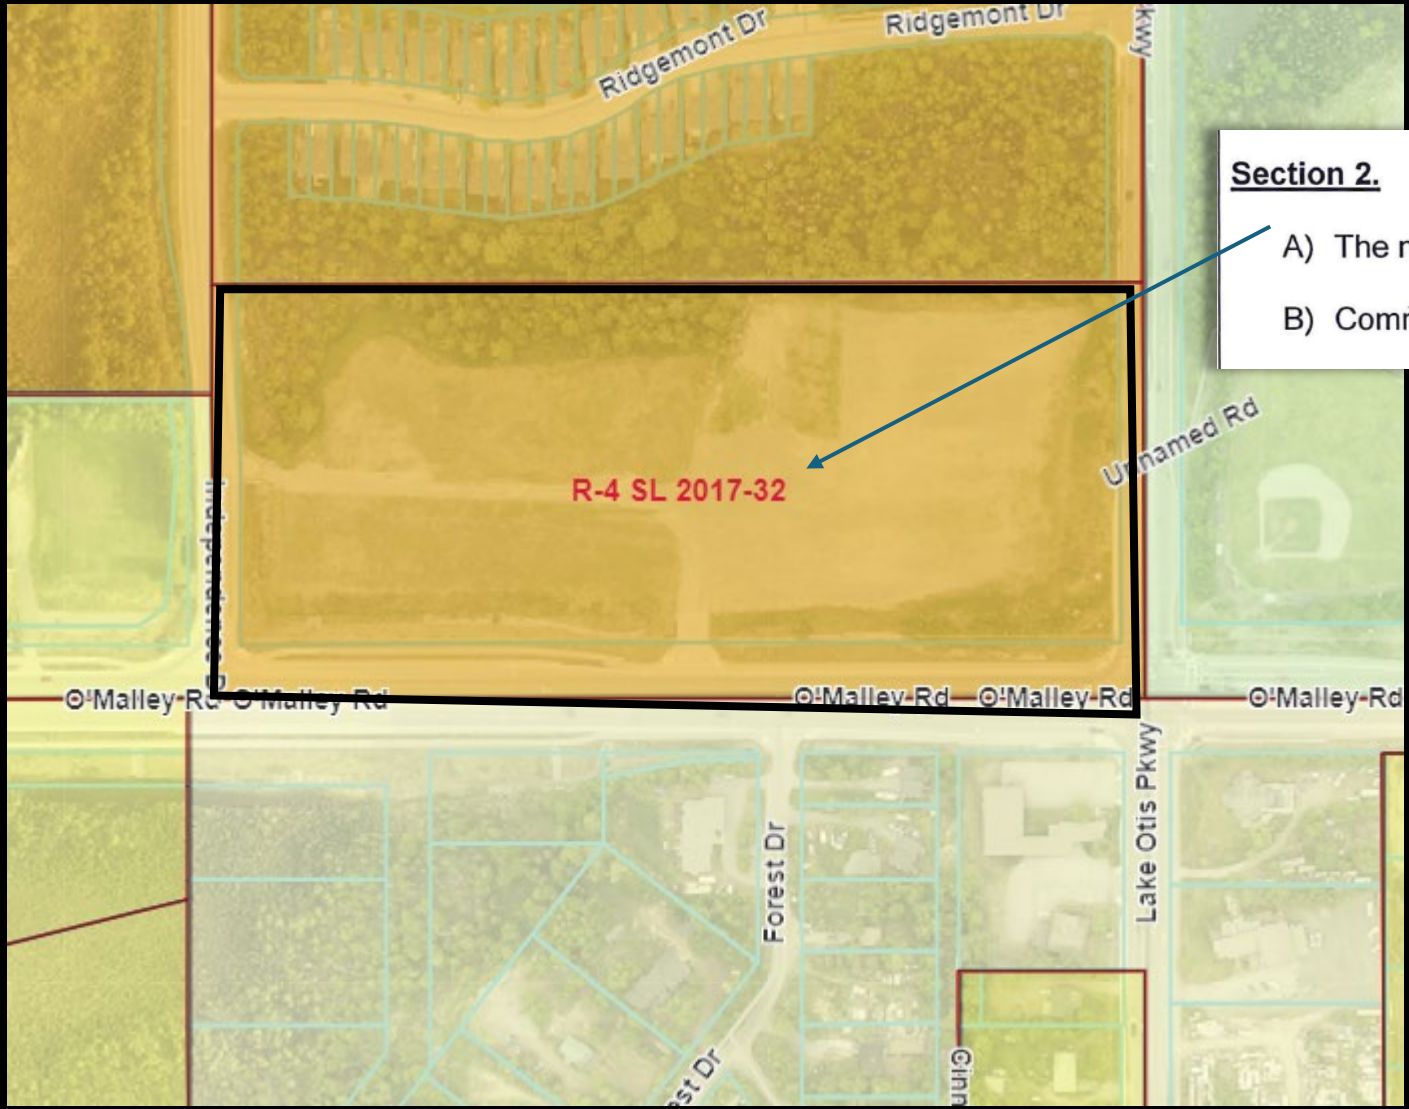 Ridgemont Dr
Ridgemont Dr
Section 2.
A) The
B)
Unnamed Rd
R-4 SL 2017-32
O'Malley Rd
O'Malley Rd
O'Malley Rd
O'Malley Rd
O'Malley Rd
Lake Otis Pkwy
Forest Dr
Dr